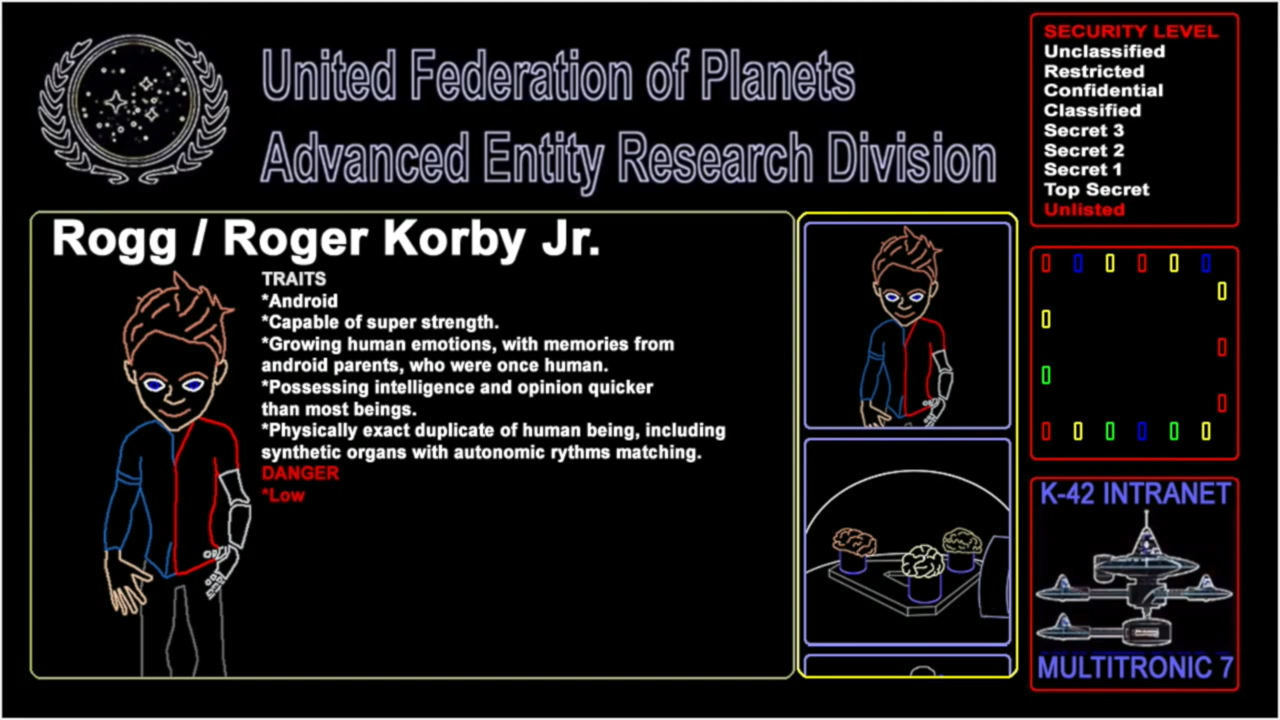 United Federation of Planets
Advanced Entity Research Division
SECURITY LEVEL
Unclassified
Restricted
Confidential
Classified
Secret 3
Secret 2
Secret 1
Top Secret
Unlisted
Rogg / Roger Korby Jr.
TRAITS
*Android
*Capable of super strength.
*Growing human emotions, with memories from
android parents, who were once human.
*Possessing intelligence and opinion quicker
than most beings.
*Physically exact duplicate of human being, including
synthetic organs with autonomic rythms matching.
DANGER
*Low
K-42 INTRANET
MULTITRONIC 7